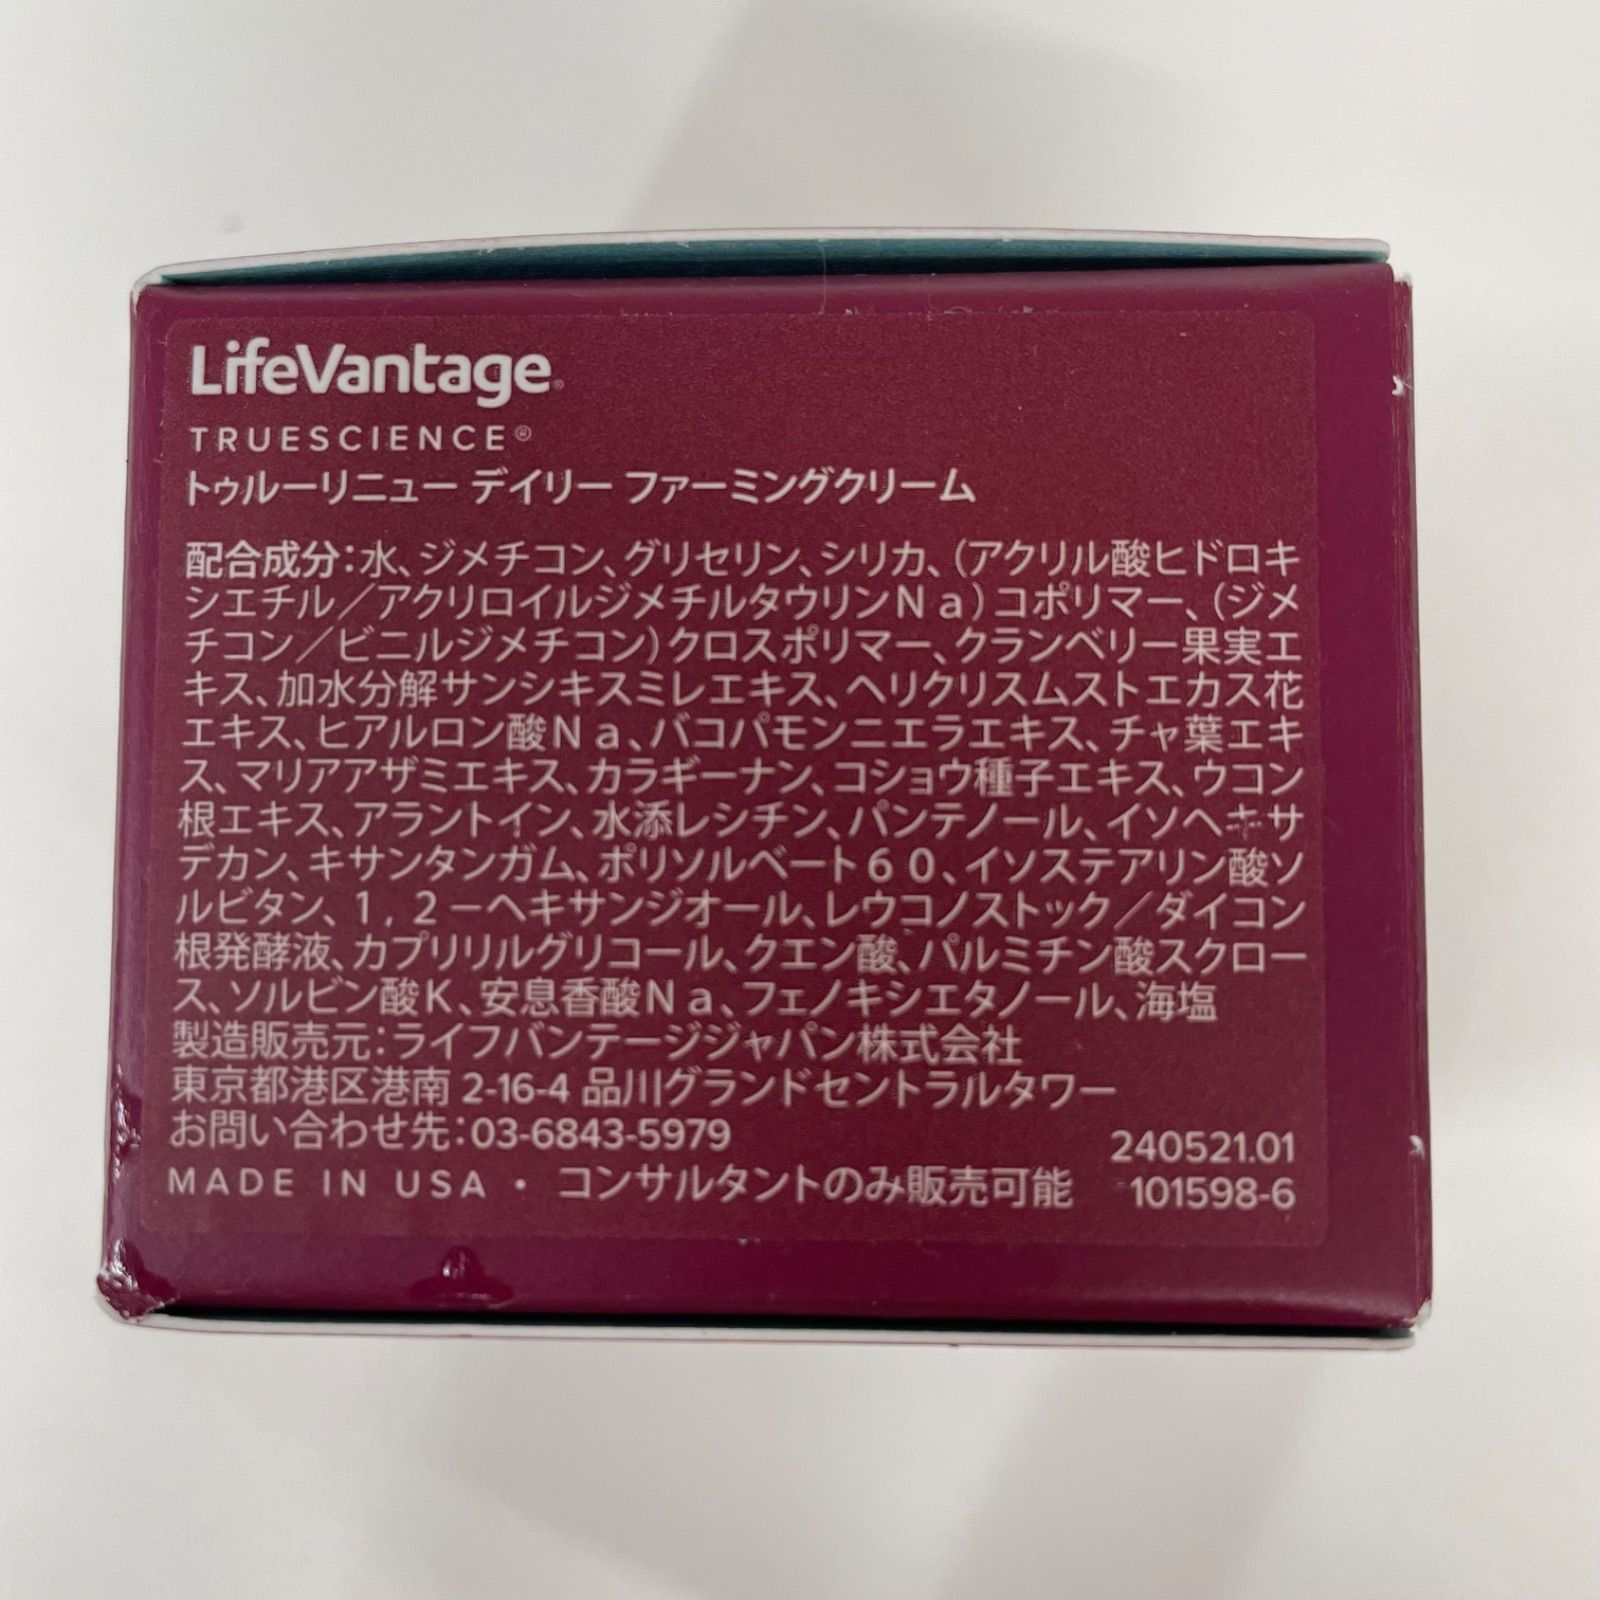 LifeVantage®
TRUESCIENCE®
トゥルーリニュー デイリー ファーミングクリーム
配合成分：水、ジメチコン、グリセリン、シリカ、（アクリル酸ヒドロキ
シエチル／アクリロイルジメチルタウリンＮａ）コポリマー、（ジメ
チコン／ビニルジメチコン）クロスポリマー、クランベリー果実エ
キス、加水分解サンシキスミレエキス、ヘリクリスムストエカス花
エキス、ヒアルロン酸Ｎａ、バコパモンニエラエキス、チャ葉エキ
ス、マリアアザミエキス、カラギーナン、コショウ種子エキス、ウコン
根エキス、アラントイン、水添レシチン、パンテノール、イソヘキサ
デカン、キサンタンガム、ポリソルベート６０、イソステアリン酸ソ
ルビタン、１，２－ヘキサンジオール、レウコノストック／ダイコン
根発酵液、カプリリルグリコール、クエン酸、パルミチン酸スクロー
ス、ソルビン酸Ｋ、安息香酸Ｎａ、フェノキシエタノール、海塩
製造販売元：ライフバンテージジャパン株式会社
東京都港区港南 2-16-4 品川グランドセントラルタワー
お問い合わせ先：03-6843-5979
240521.01
MADE IN USA・コンサルタントのみ販売可能
101598-6